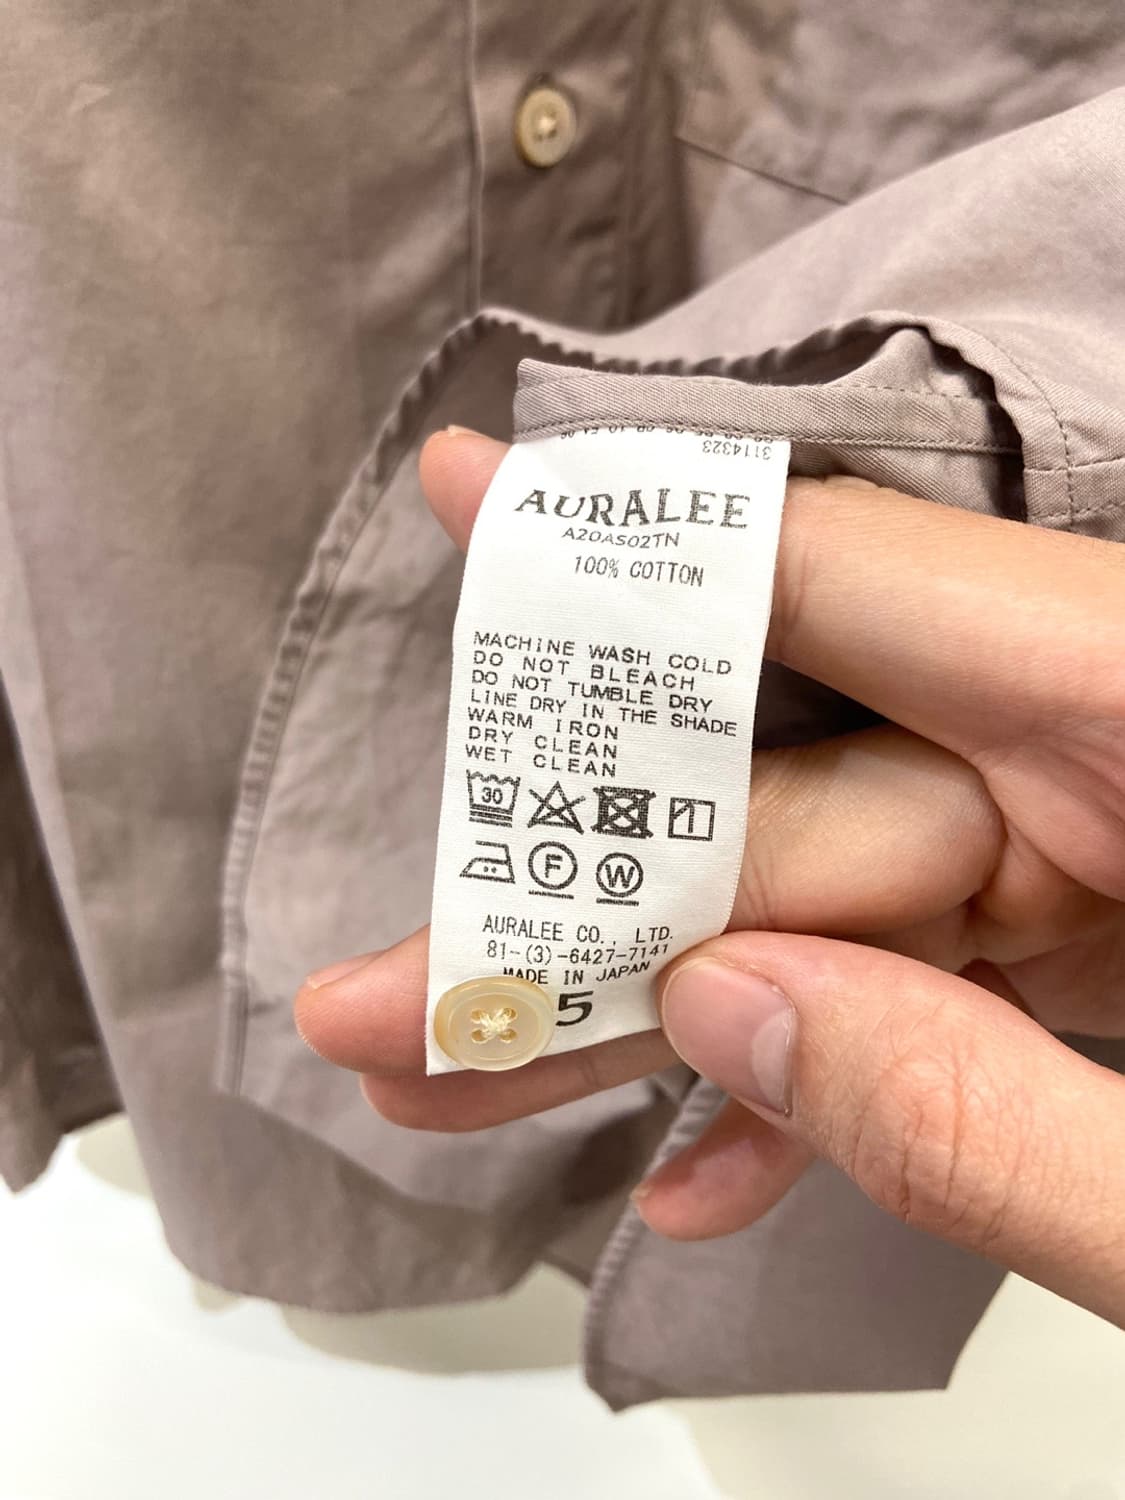 3114323
AURALEE
A20AS02TN
100% COTTON
MACHINE WASH COLD
DO NOT BLEACH
DO NOT TUMBLE DRY
LINE DRY IN THE SHADE
WARM IRON
DRY CLEAN
WET CLEAN
30
F W
AURALEE CO., LTD.
81-(3)-6427-7141
MADE IN JAPAN
5